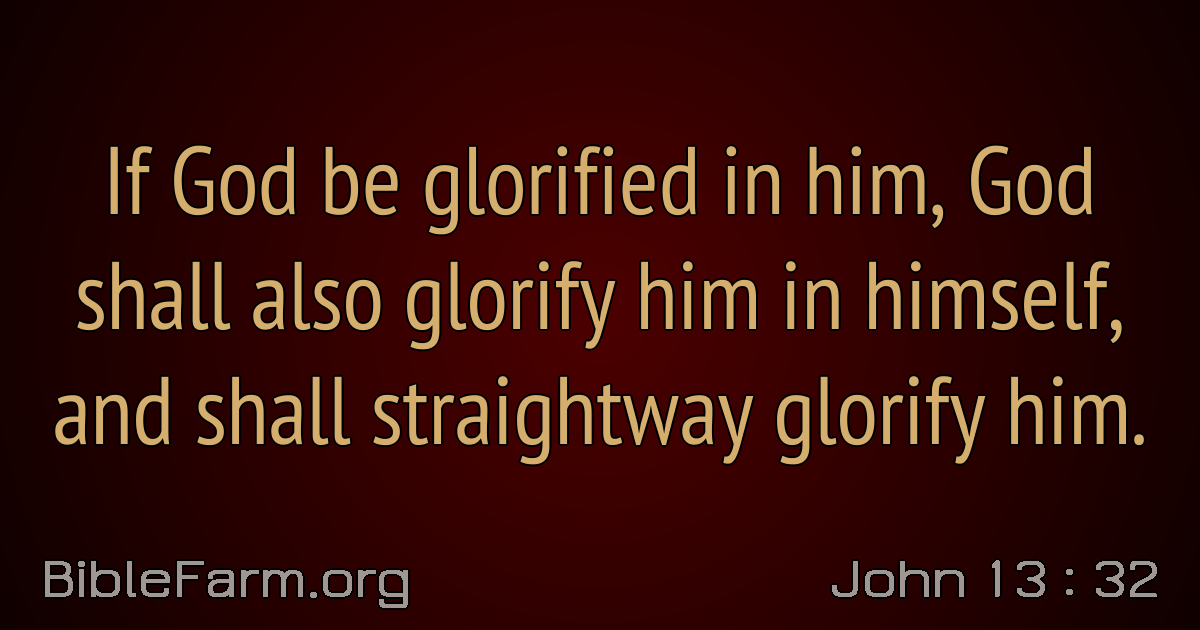 If God be glorified in him, God
shall also glorify him in himself,
and shall straightway glorify him.
BibleFarm.org
John 13 : 32